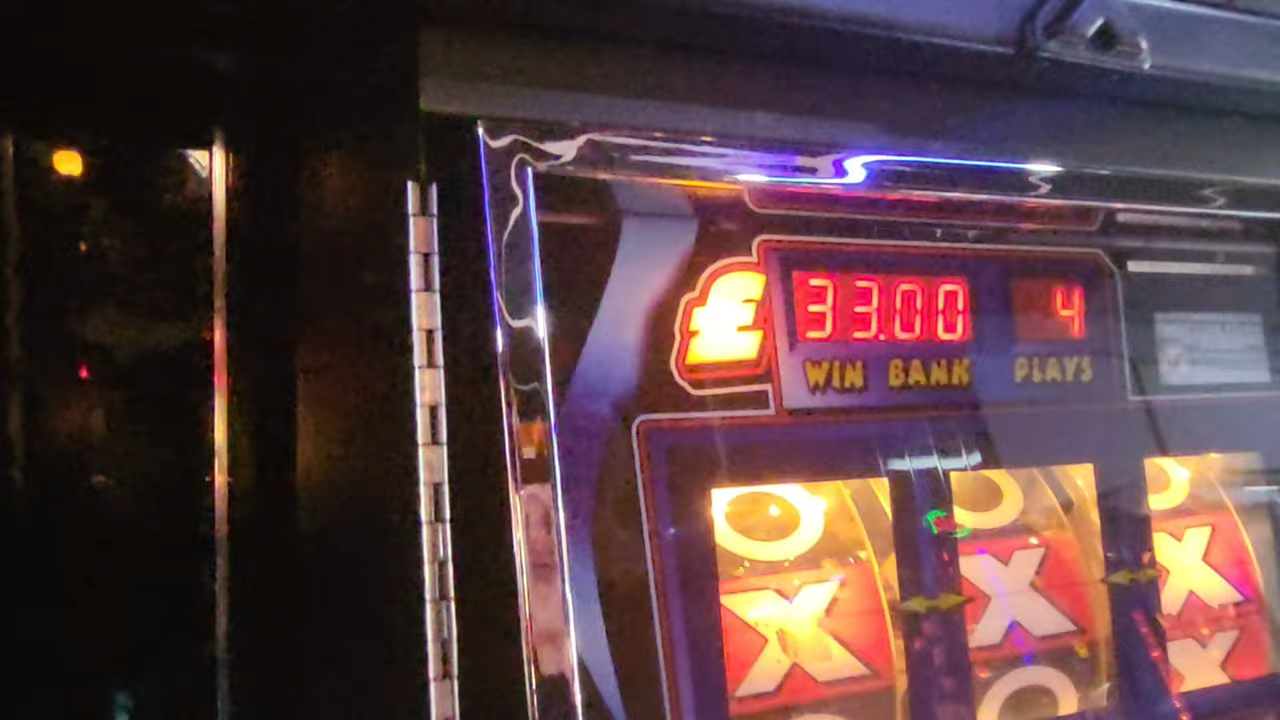 £ 33.00 4
WIN BANK PLAYS
O O O
X X X
O X